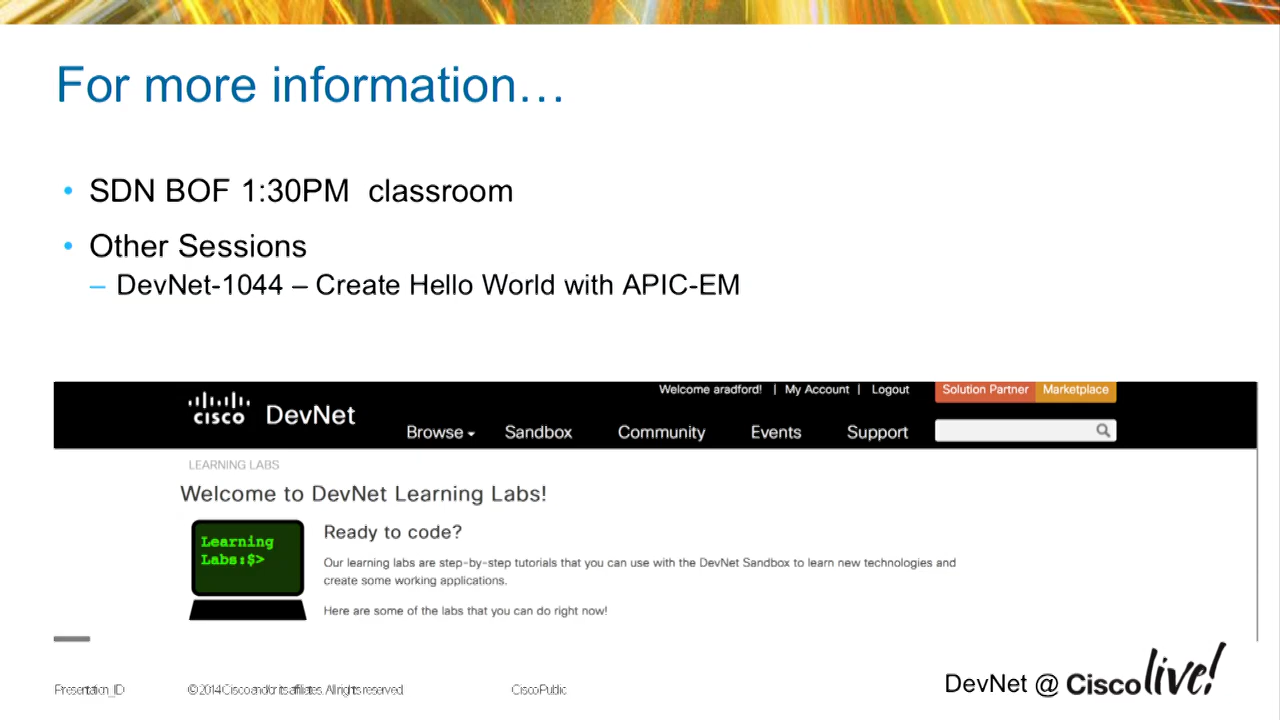 For more information…
• SDN BOF 1:30PM classroom
• Other Sessions
– DevNet-1044 – Create Hello World with APIC-EM
Welcome aradford! | My Account | Logout
Solution Partner Marketplace
cisco DevNet
Browse Sandbox Community Events Support
LEARNING LABS
Welcome to DevNet Learning Labs!
Learning
Labs:$>
Ready to code?
Our learning labs are step-by-step tutorials that you can use with the DevNet Sandbox to learn new technologies and
create some working applications.
Here are some of the labs that you can do right now!
Presentation_ID © 2014 Cisco and/or its affiliates. All rights reserved. Cisco Public
DevNet @ Cisco live!